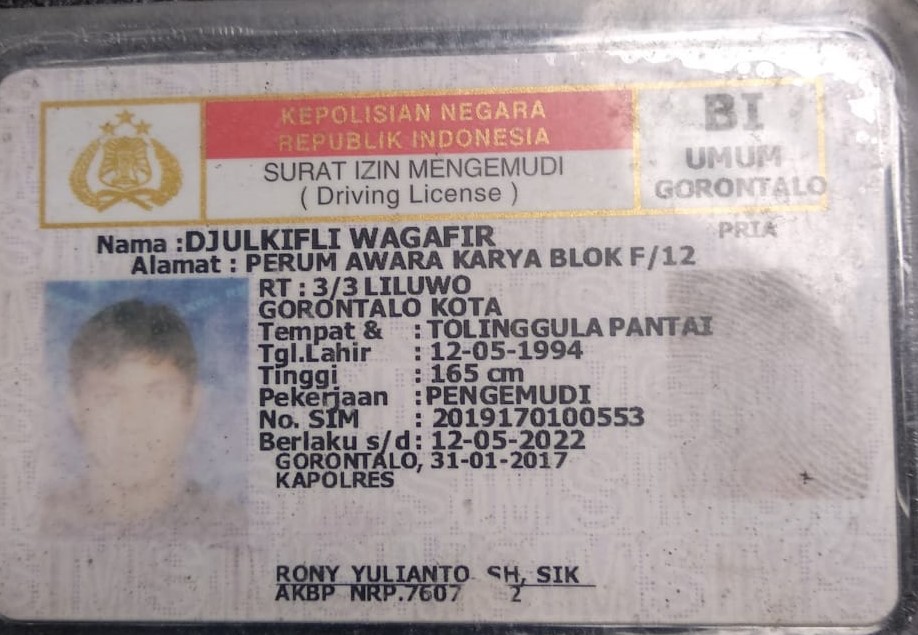 KEPOLISIAN NEGARA
REPUBLIK INDONESIA
SURAT IZIN MENGEMUDI
( Driving License )
BI
UMUM
GORONTALO
PRIA
Nama :DJULKIFLI WAGAFIR
Alamat : PERUM AWARA KARYA BLOK F/12
RT : 3/3 LILUWO
GORONTALO KOTA
Tempat & : TOLINGGULA PANTAI
Tgl.Lahir : 12-05-1994
Tinggi : 165 cm
Pekerjaan : PENGEMUDI
No. SIM : 2019170100553
Berlaku s/d : 12-05-2022
GORONTALO, 31-01-2017
KAPOLRES
RONY YULIANTO SH, SIK
AKBP NRP.7607 2